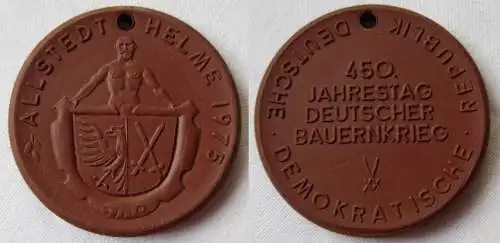 ALLSTEDT HELME 1975
450.
JAHRESTAG
DEUTSCHER
BAUERNKRIEG
DEUTSCHE · DEMOKRATISCHE · REPUBLIK